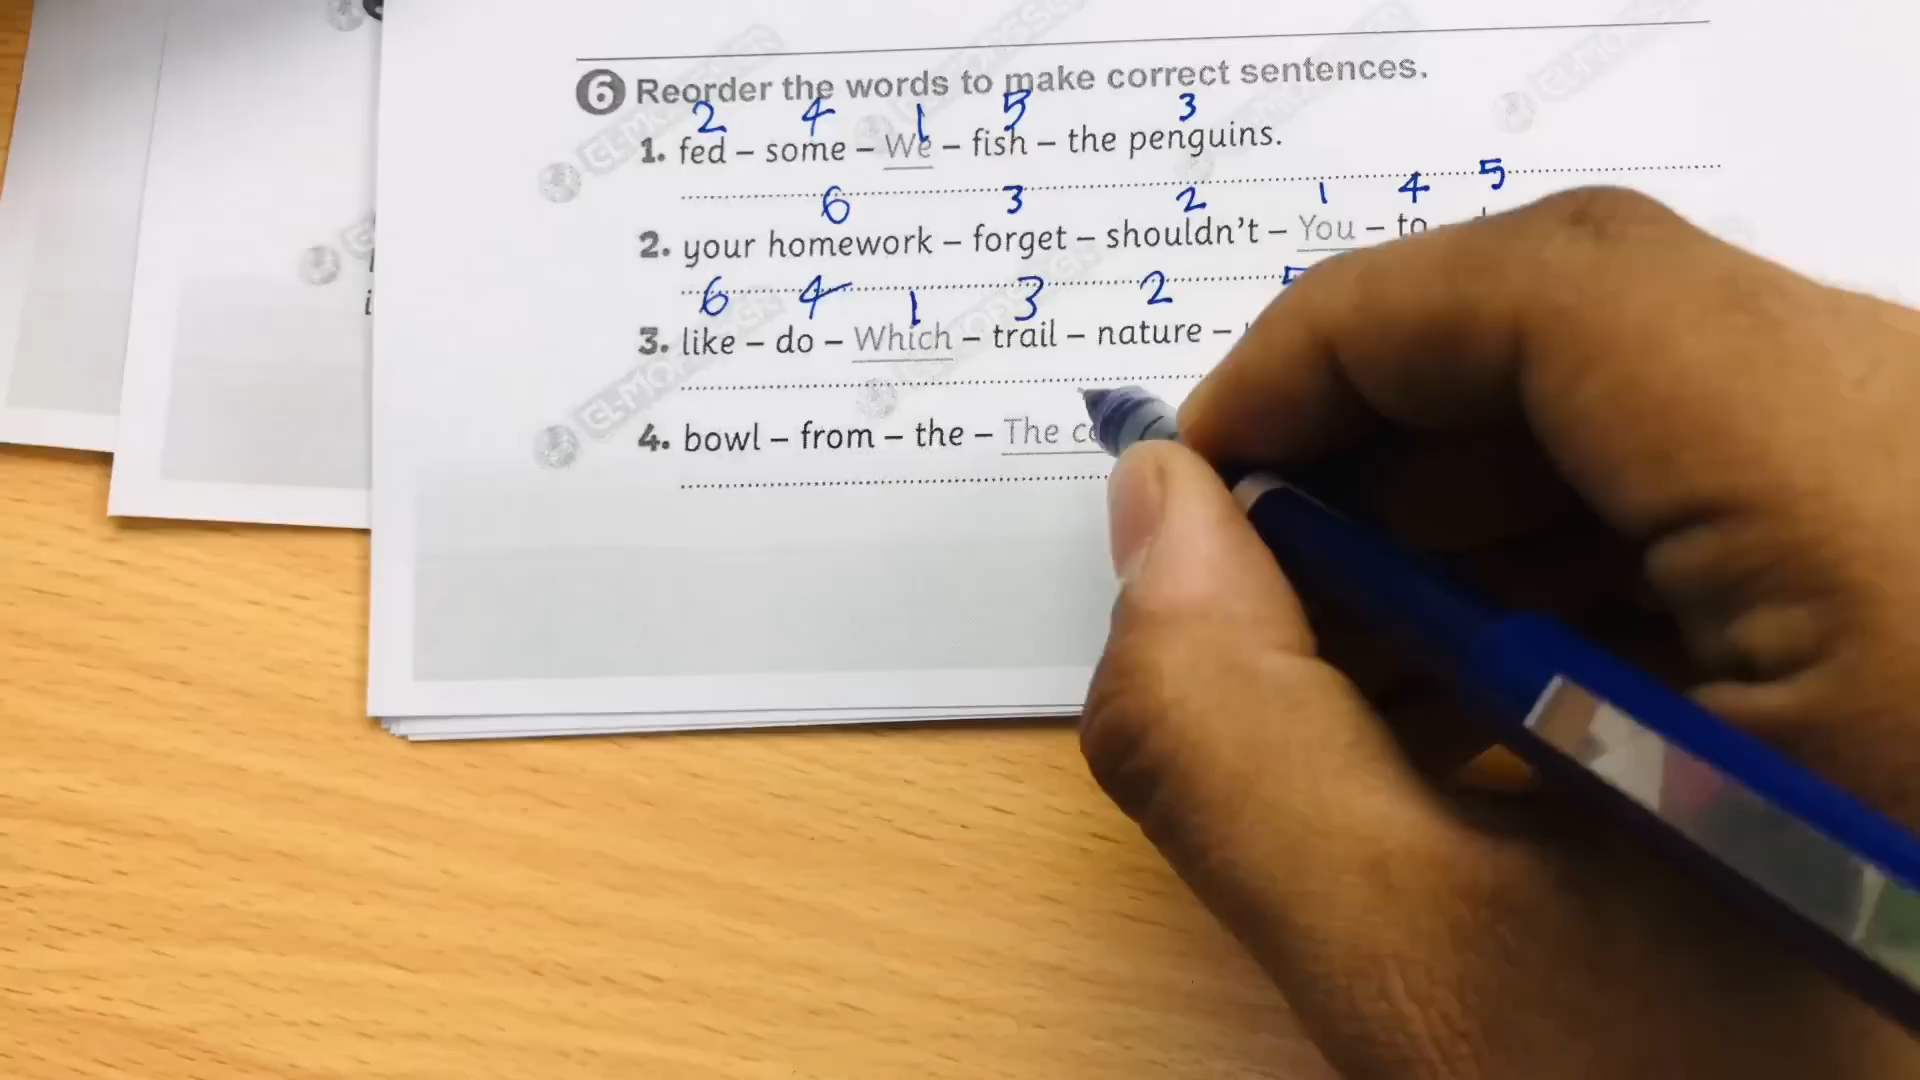 6 Reorder the words to make correct sentences.
2 4 1 5 3
1. fed – some – We – fish – the penguins.
6 3 2 1 4 5
2. your homework – forget – shouldn't – You – to –
6 4 1 3 2 5
3. like – do – Which – trail – nature –
4. bowl – from – the – The